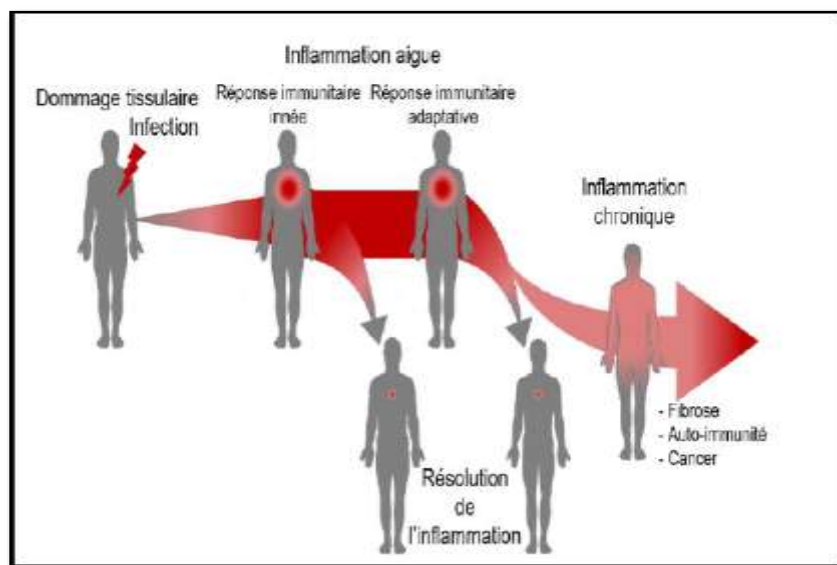 Inflammation aigue
Dommage tissulaire
Infection
Réponse immunitaire
innée
Réponse immunitaire
adaptative
Inflammation
chronique
- Fibrose
- Auto-immunité
- Cancer
Résolution
de
l'inflammation